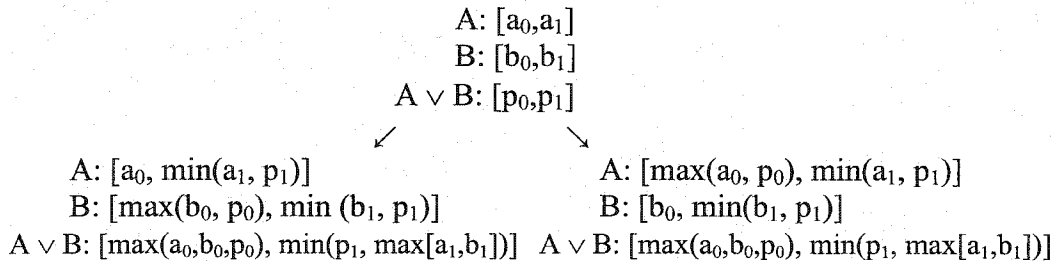 A: [a₀,a₁]
B: [b₀,b₁]
A ∨ B: [p₀,p₁]
↙ ↘
A: [a₀, min(a₁, p₁)] A: [max(a₀, p₀), min(a₁, p₁)]
B: [max(b₀, p₀), min (b₁, p₁)] B: [b₀, min(b₁, p₁)]
A ∨ B: [max(a₀,b₀,p₀), min(p₁, max[a₁,b₁])] A ∨ B: [max(a₀,b₀,p₀), min(p₁, max[a₁,b₁])]